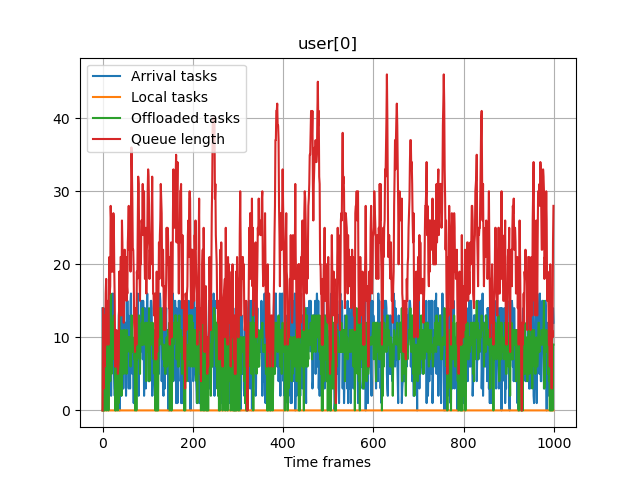 user[0]
Arrival tasks
Local tasks
Offloaded tasks
Queue length
40
30
20
10
0
0 200 400 600 800 1000
Time frames